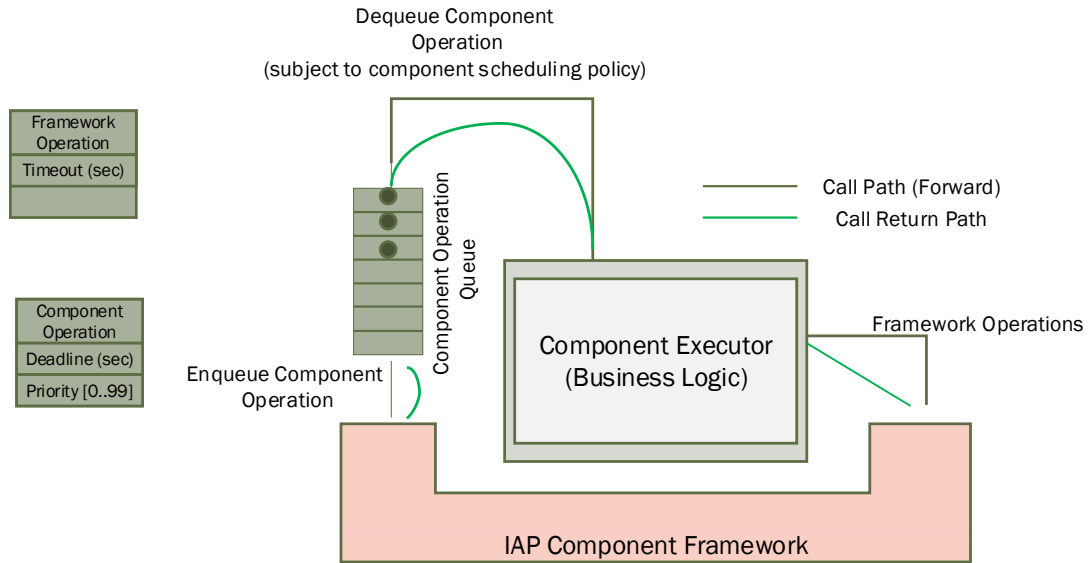 Dequeue Component
Operation
(subject to component scheduling policy)
Framework
Operation
Timeout (sec)
Call Path (Forward)
Call Return Path
Component Operation
Queue
Component
Operation
Deadline (sec)
Priority [0..99]
Enqueue Component
Operation
Component Executor
(Business Logic)
Framework Operations
IAP Component Framework